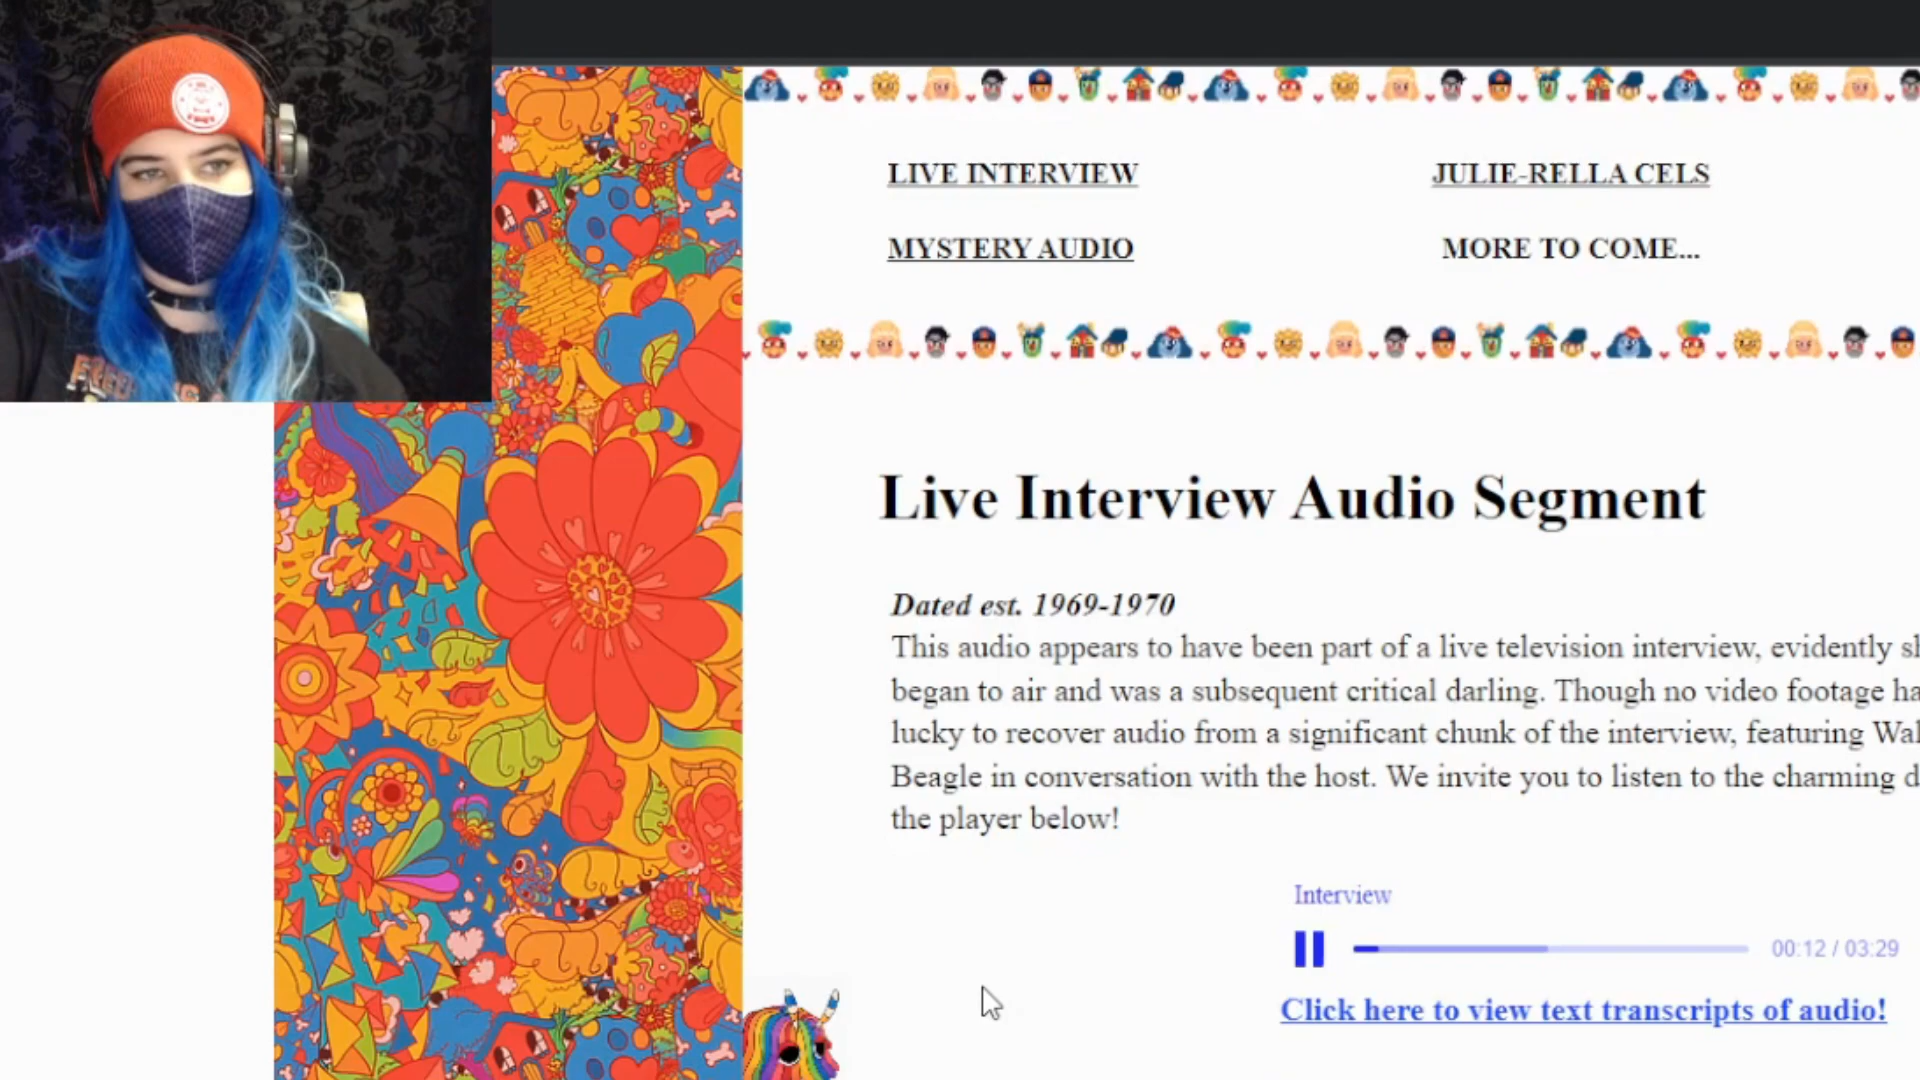 LIVE INTERVIEW
JULIE-RELLA CELS
MYSTERY AUDIO
MORE TO COME...
Live Interview Audio Segment
Dated est. 1969-1970
This audio appears to have been part of a live television interview, evidently
began to air and was a subsequent critical darling. Though no video footage
lucky to recover audio from a significant chunk of the interview, featuring
Beagle in conversation with the host. We invite you to listen to the charming
the player below!
Interview
00:12 / 03:29
Click here to view text transcripts of audio!